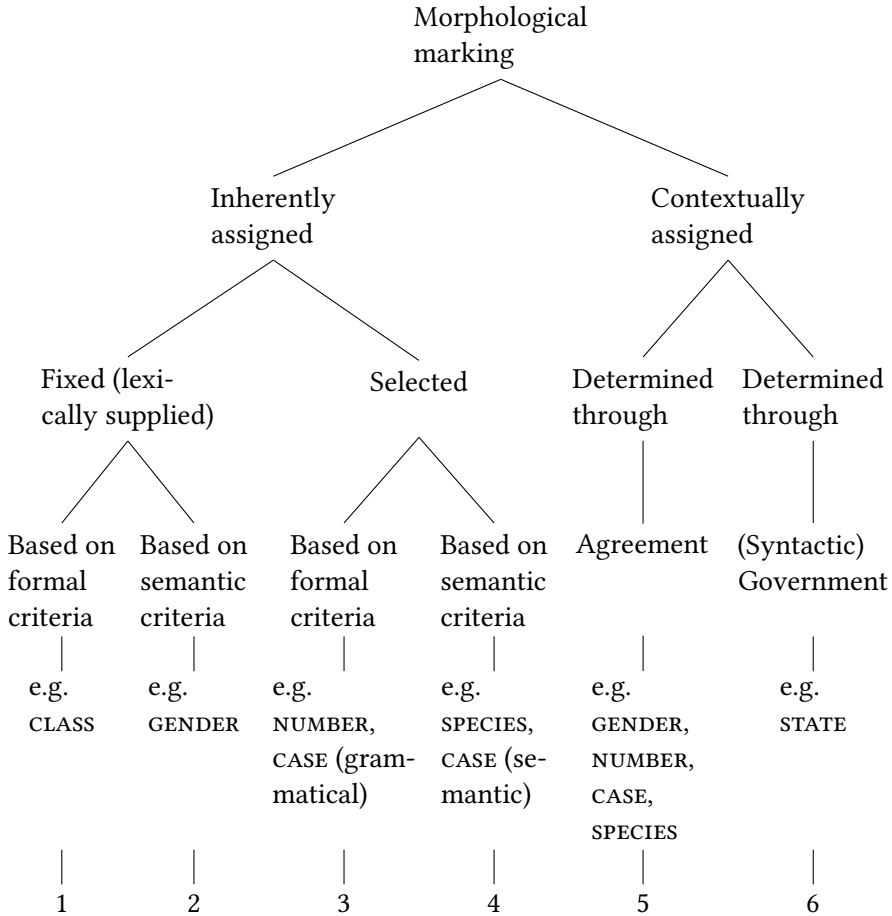 Morphological
marking
Inherently
assigned
Contextually
assigned
Fixed (lexi-
cally supplied)
Selected
Determined
through
Determined
through
Based on
formal
criteria
Based on
semantic
criteria
Based on
formal
criteria
Based on
semantic
criteria
Agreement
(Syntactic)
Government
e.g.
CLASS
e.g.
GENDER
e.g.
NUMBER,
CASE (gram-
matical)
e.g.
SPECIES,
CASE (se-
mantic)
e.g.
GENDER,
NUMBER,
CASE,
SPECIES
e.g.
STATE
1
2
3
4
5
6